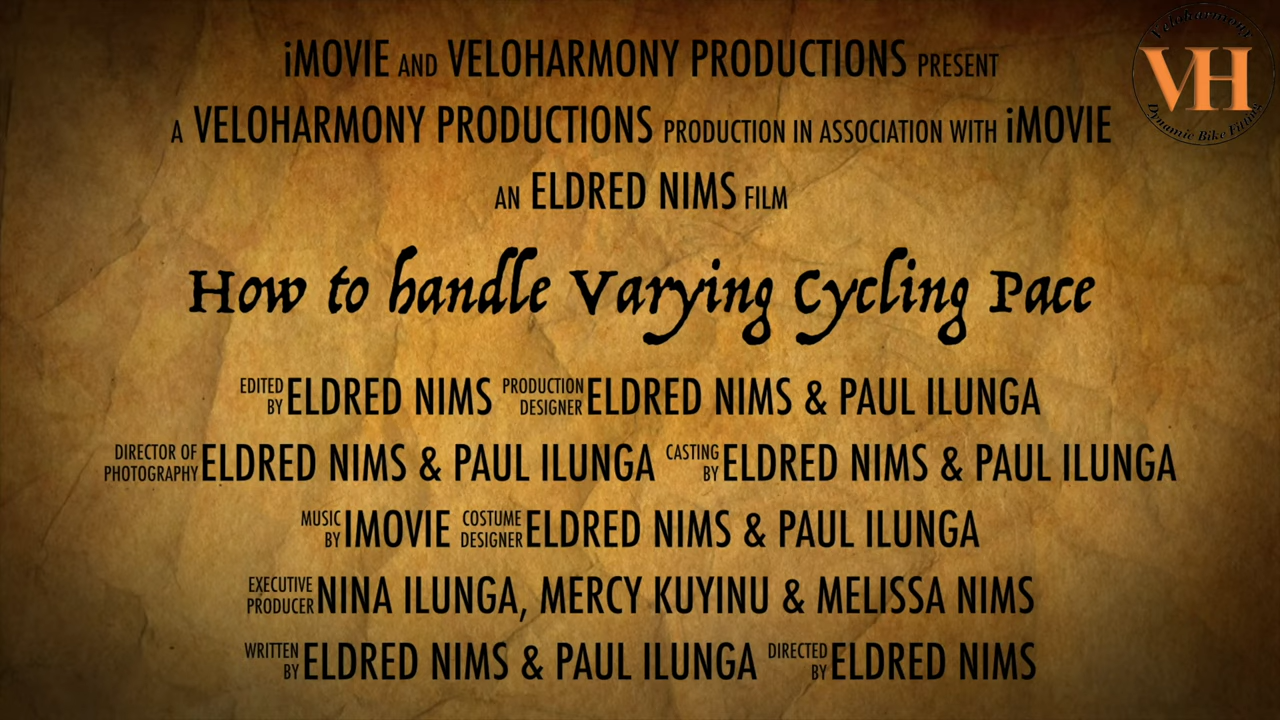 iMOVIE AND VELOHARMONY PRODUCTIONS PRESENT
A VELOHARMONY PRODUCTIONS PRODUCTION IN ASSOCIATION WITH iMOVIE
AN ELDRED NIMS FILM
How to handle Varying Cycling Pace
EDITED BY ELDRED NIMS PRODUCTION DESIGNER ELDRED NIMS & PAUL ILUNGA
DIRECTOR OF PHOTOGRAPHY ELDRED NIMS & PAUL ILUNGA CASTING BY ELDRED NIMS & PAUL ILUNGA
MUSIC BY IMOVIE COSTUME DESIGNER ELDRED NIMS & PAUL ILUNGA
EXECUTIVE PRODUCER NINA ILUNGA, MERCY KUYINU & MELISSA NIMS
WRITTEN BY ELDRED NIMS & PAUL ILUNGA DIRECTED BY ELDRED NIMS
Veloharmony
VH
Dynamic Bike Fitting